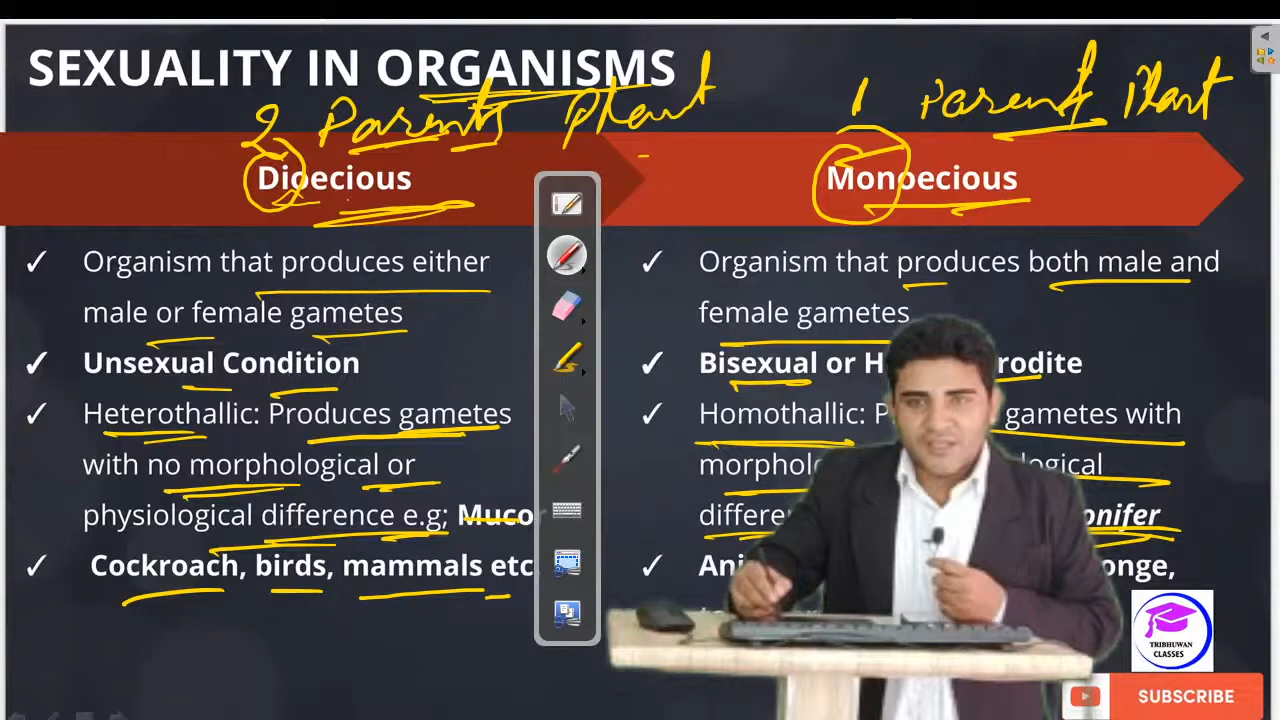 SEXUALITY IN ORGANISMS
2 Parents Plant
1 Parent Plant
Dioecious
Monoecious
✓ Organism that produces either
male or female gametes
✓ Unsexual Condition
✓ Heterothallic: Produces gametes
with no morphological or
physiological difference e.g; Muco
✓ Cockroach, birds, mammals etc
✓ Organism that produces both male and
female gametes
✓ Bisexual or H rodite
✓ Homothallic: P gametes with
morpholo logical
differe onifer
✓ Ani onge,
TRIBHUWAN
CLASSES
SUBSCRIBE